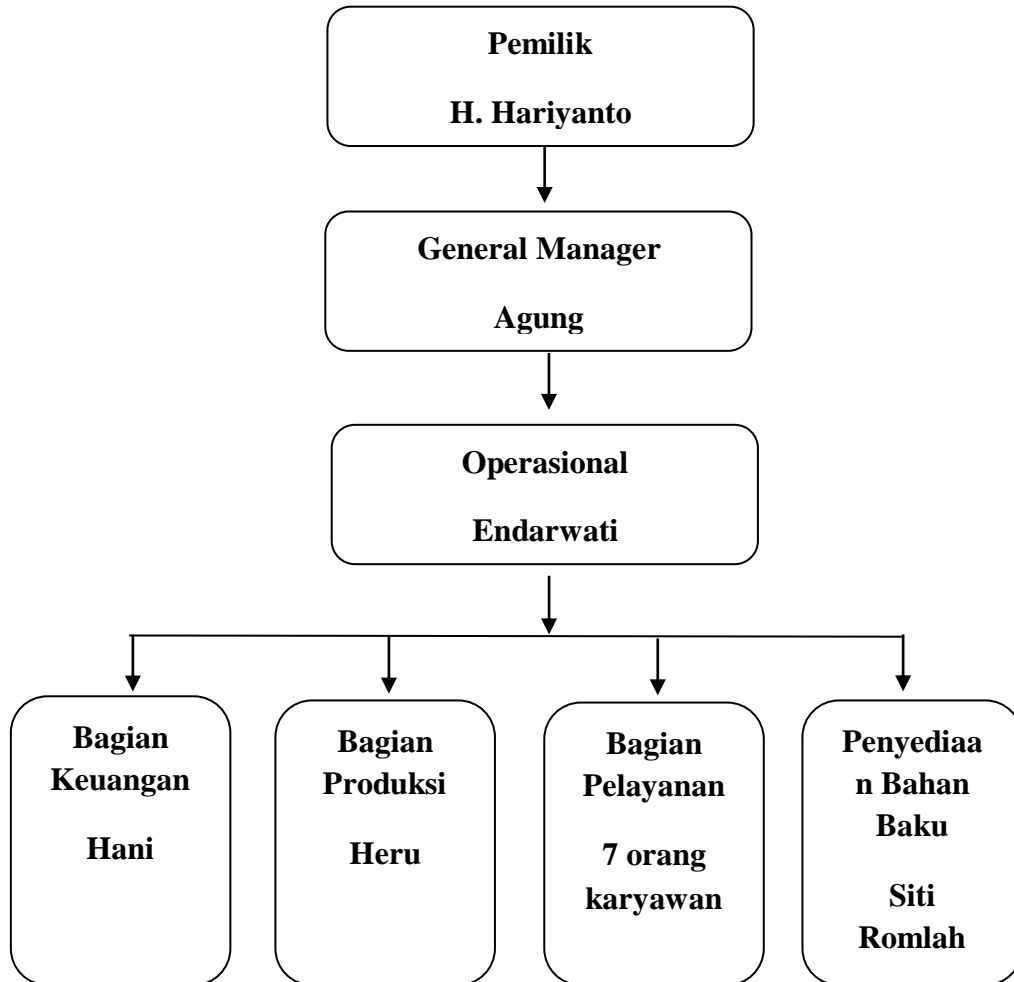 Pemilik
H. Hariyanto
General Manager
Agung
Operasional
Endarwati
Bagian
Keuangan
Hani
Bagian
Produksi
Heru
Bagian
Pelayanan
7 orang
karyawan
Penyediaa
n Bahan
Baku
Siti
Romlah